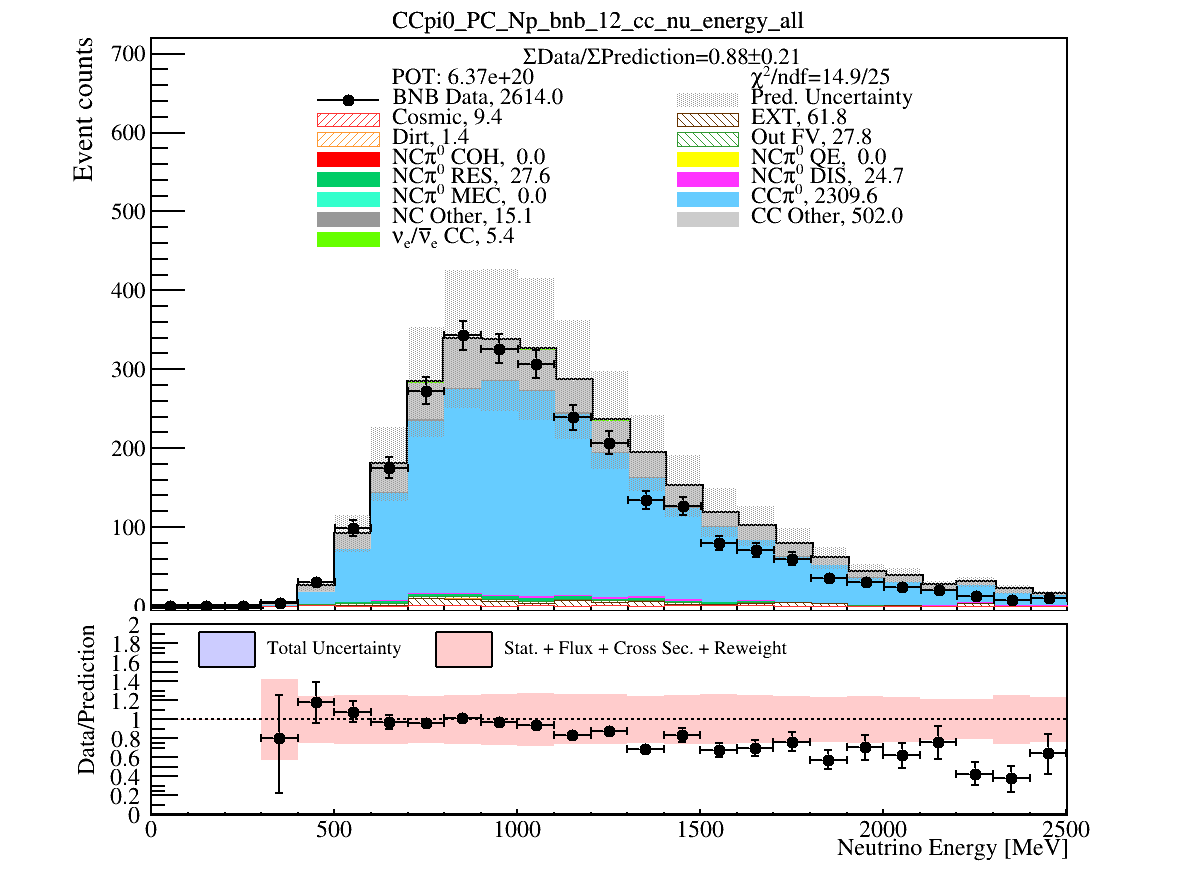 CCpi0_PC_Np_bnb_12_cc_nu_energy_all
ΣData/ΣPrediction=0.88±0.21
POT: 6.37e+20 χ²/ndf=14.9/25
BNB Data, 2614.0 Pred. Uncertainty
Cosmic, 9.4 EXT, 61.8
Dirt, 1.4 Out FV, 27.8
NCπ⁰ COH, 0.0 NCπ⁰ QE, 0.0
NCπ⁰ RES, 27.6 NCπ⁰ DIS, 24.7
NCπ⁰ MEC, 0.0 CCπ⁰, 2309.6
NC Other, 15.1 CC Other, 502.0
νₑ/ν̅ₑ CC, 5.4
Event counts
700
600
500
400
300
200
100
0
Total Uncertainty Stat. + Flux + Cross Sec. + Reweight
Data/Prediction
2
1.8
1.6
1.4
1.2
1
0.8
0.6
0.4
0.2
0
0 500 1000 1500 2000 2500
Neutrino Energy [MeV]